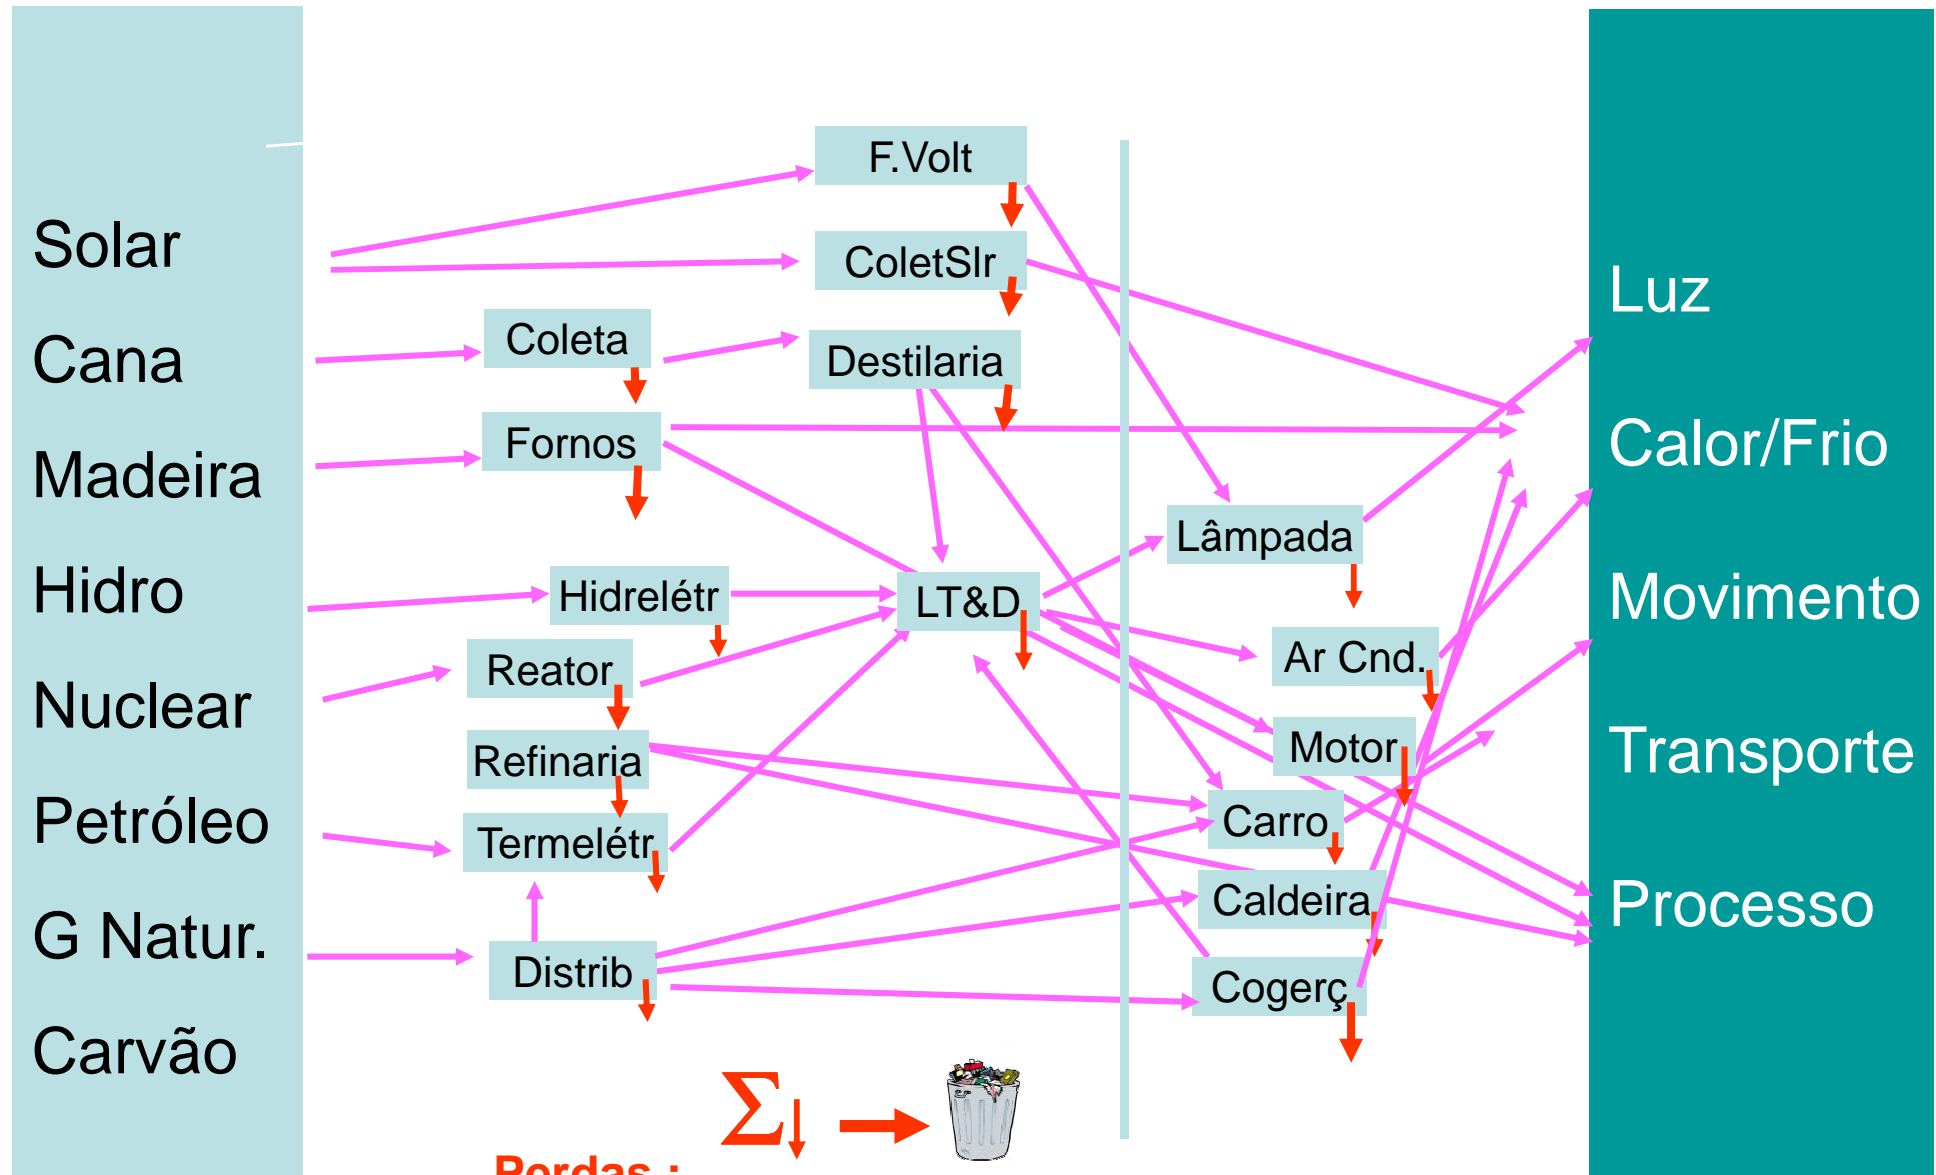 Solar
Cana
Madeira
Hidro
Nuclear
Petróleo
G Natur.
Carvão
F.Volt
ColetSlr
Coleta
Destilaria
Fornos
Hidrelétr
LT&D
Reator
Refinaria
Termelétr
Distrib
Lâmpada
Ar Cnd.
Motor
Carro
Caldeira
Cogerç
Luz
Calor/Frio
Movimento
Transporte
Processo
Σ
Perdas :